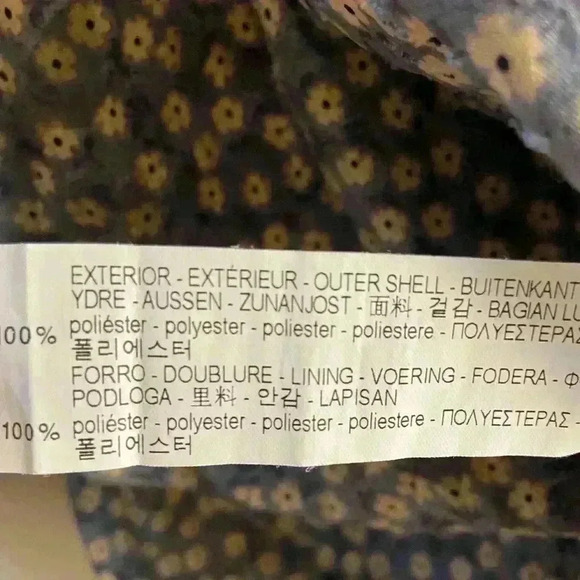 EXTERIOR - EXTÉRIEUR - OUTER SHELL - BUITENKANT
YDRE - AUSSEN - ZUNANJOST - 面料 - 겉감 - BAGIAN LU
100% poliéster - polyester - poliester - poliestere - ΠΟΛΥΕΣΤΕΡΑΣ
폴리에스터
FORRO - DOUBLURE - LINING - VOERING - FODERA - Φ
PODLOGA - 里料 - 안감 - LAPISAN
100% poliéster - polyester - poliester - poliestere - ΠΟΛΥΕΣΤΕΡΑΣ -
폴리에스터